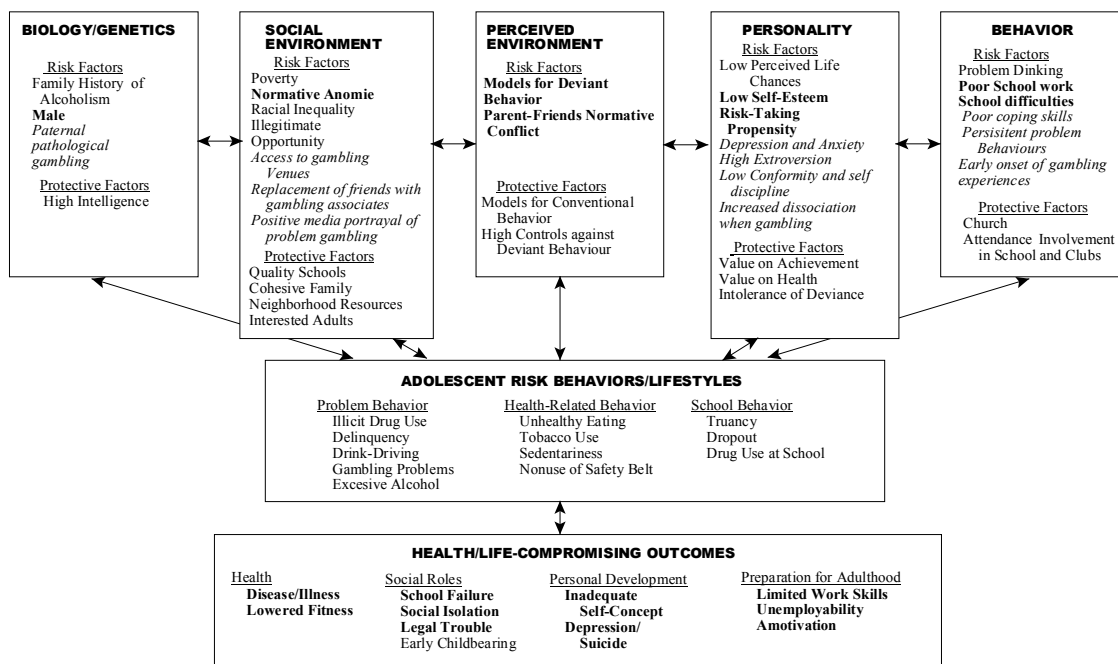 BIOLOGY/GENETICS
Risk Factors
Family History of
Alcoholism
Male
Paternal
pathological
gambling
Protective Factors
High Intelligence
SOCIAL
ENVIRONMENT
Risk Factors
Poverty
Normative Anomie
Racial Inequality
Illegitimate
Opportunity
Access to gambling
Venues
Replacement of friends with
gambling associates
Positive media portrayal of
problem gambling
Protective Factors
Quality Schools
Cohesive Family
Neighborhood Resources
Interested Adults
PERCEIVED
ENVIRONMENT
Risk Factors
Models for Deviant
Behavior
Parent-Friends Normative
Conflict
Protective Factors
Models for Conventional
Behavior
High Controls against
Deviant Behaviour
PERSONALITY
Risk Factors
Low Perceived Life
Chances
Low Self-Esteem
Risk-Taking
Propensity
Depression and Anxiety
High Extroversion
Low Conformity and self
discipline
Increased dissociation
when gambling
Protective Factors
Value on Achievement
Value on Health
Intolerance of Deviance
BEHAVIOR
Risk Factors
Problem Dinking
Poor School work
School difficulties
Poor coping skills
Persisitent problem
Behaviours
Early onset of gambling
experiences
Protective Factors
Church
Attendance Involvement
in School and Clubs
ADOLESCENT RISK BEHAVIORS/LIFESTYLES
Problem Behavior
Illicit Drug Use
Delinquency
Drink-Driving
Gambling Problems
Excesive Alcohol
Health-Related Behavior
Unhealthy Eating
Tobacco Use
Sedentariness
Nonuse of Safety Belt
School Behavior
Truancy
Dropout
Drug Use at School
HEALTH/LIFE-COMPROMISING OUTCOMES
Health
Disease/Illness
Lowered Fitness
Social Roles
School Failure
Social Isolation
Legal Trouble
Early Childbearing
Personal Development
Inadequate
Self-Concept
Depression/
Suicide
Preparation for Adulthood
Limited Work Skills
Unemployability
Amotivation